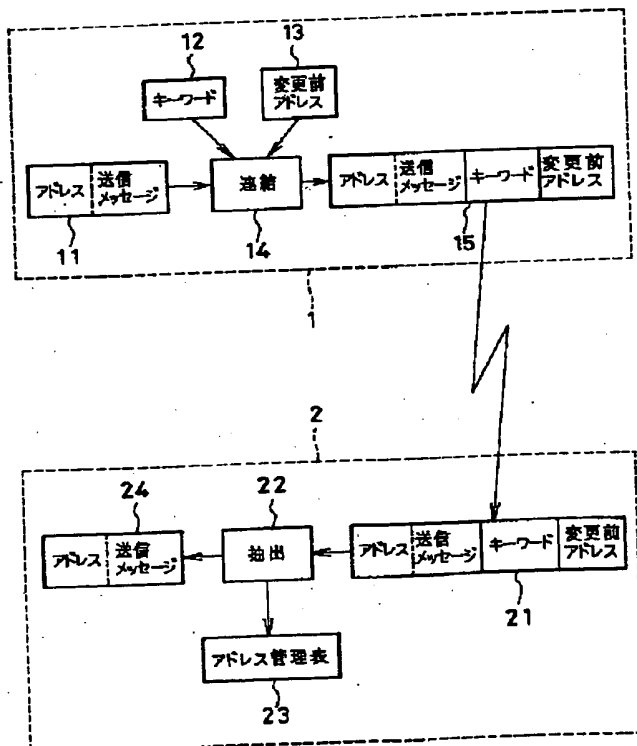 12
13
キーワード
変更前
アドレス
アドレス
送信
メッセージ
連結
アドレス
送信
メッセージ
キーワード
変更前
アドレス
11
14
15
1
2
24
22
アドレス
送信
メッセージ
抽出
アドレス
送信
メッセージ
キーワード
変更前
アドレス
21
アドレス管理表
23